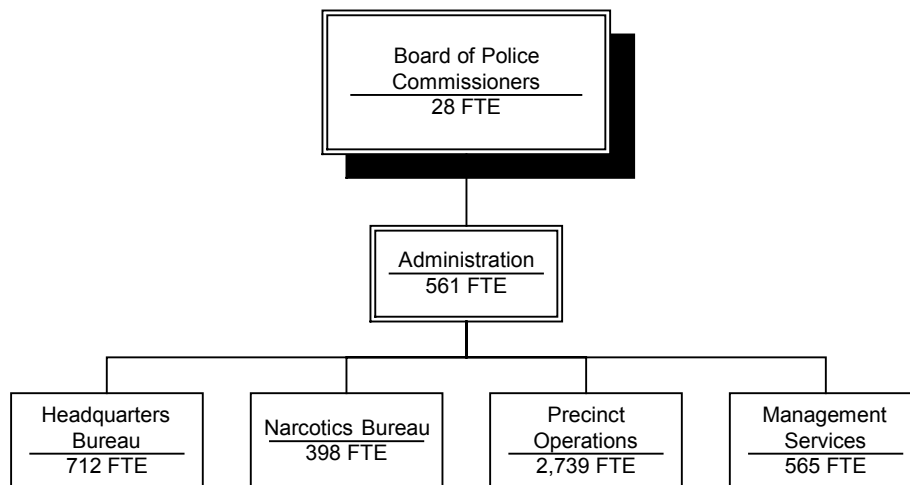 Board of Police
Commissioners
28 FTE
Administration
561 FTE
Headquarters
Bureau
712 FTE
Narcotics Bureau
398 FTE
Precinct
Operations
2,739 FTE
Management
Services
565 FTE